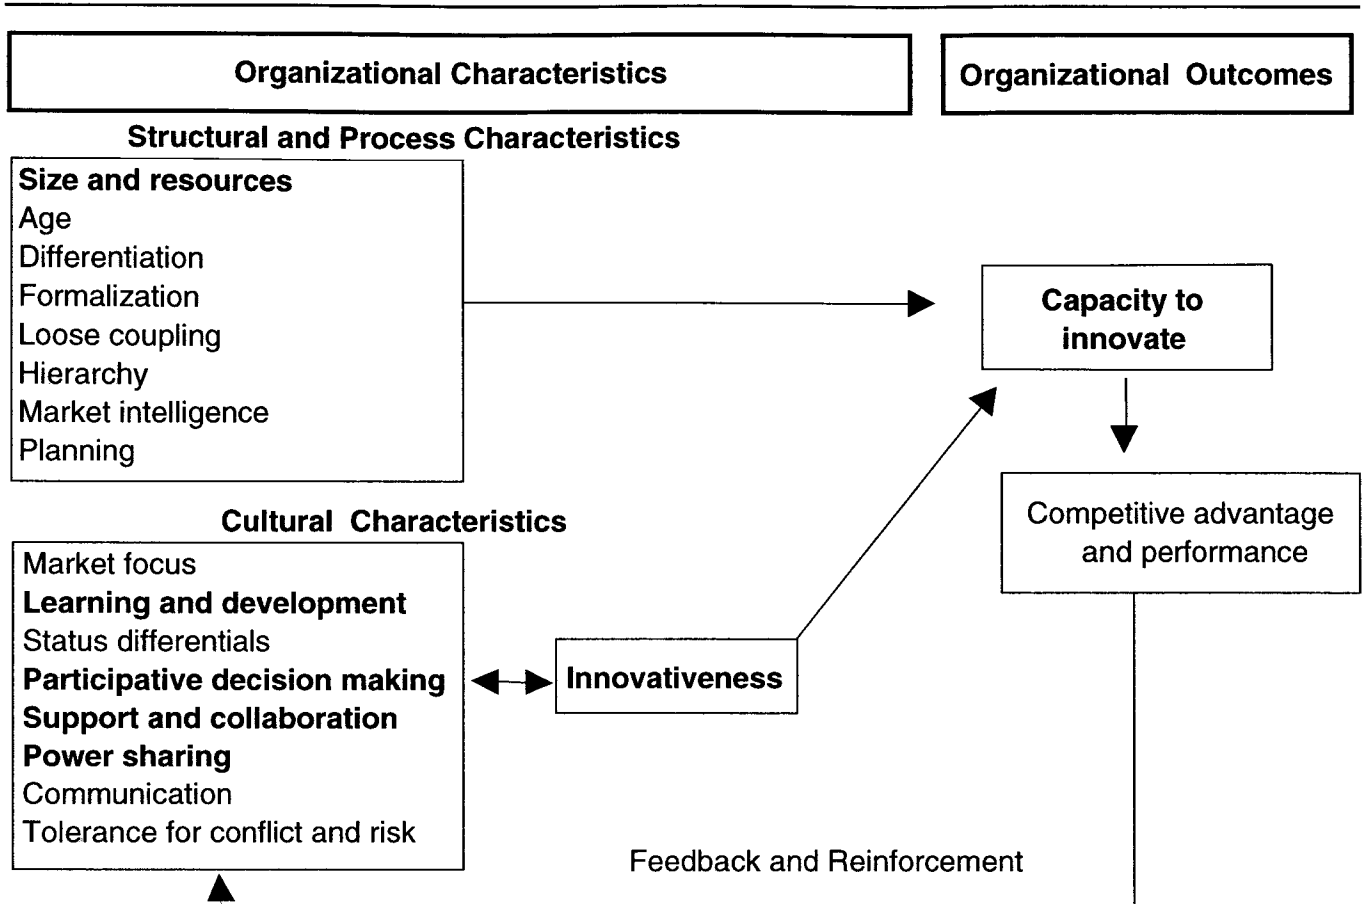 Organizational Characteristics
Organizational Outcomes
Structural and Process Characteristics
Size and resources
Age
Differentiation
Formalization
Loose coupling
Hierarchy
Market intelligence
Planning
Capacity to
innovate
Competitive advantage
and performance
Cultural Characteristics
Market focus
Learning and development
Status differentials
Participative decision making
Support and collaboration
Power sharing
Communication
Tolerance for conflict and risk
Innovativeness
Feedback and Reinforcement